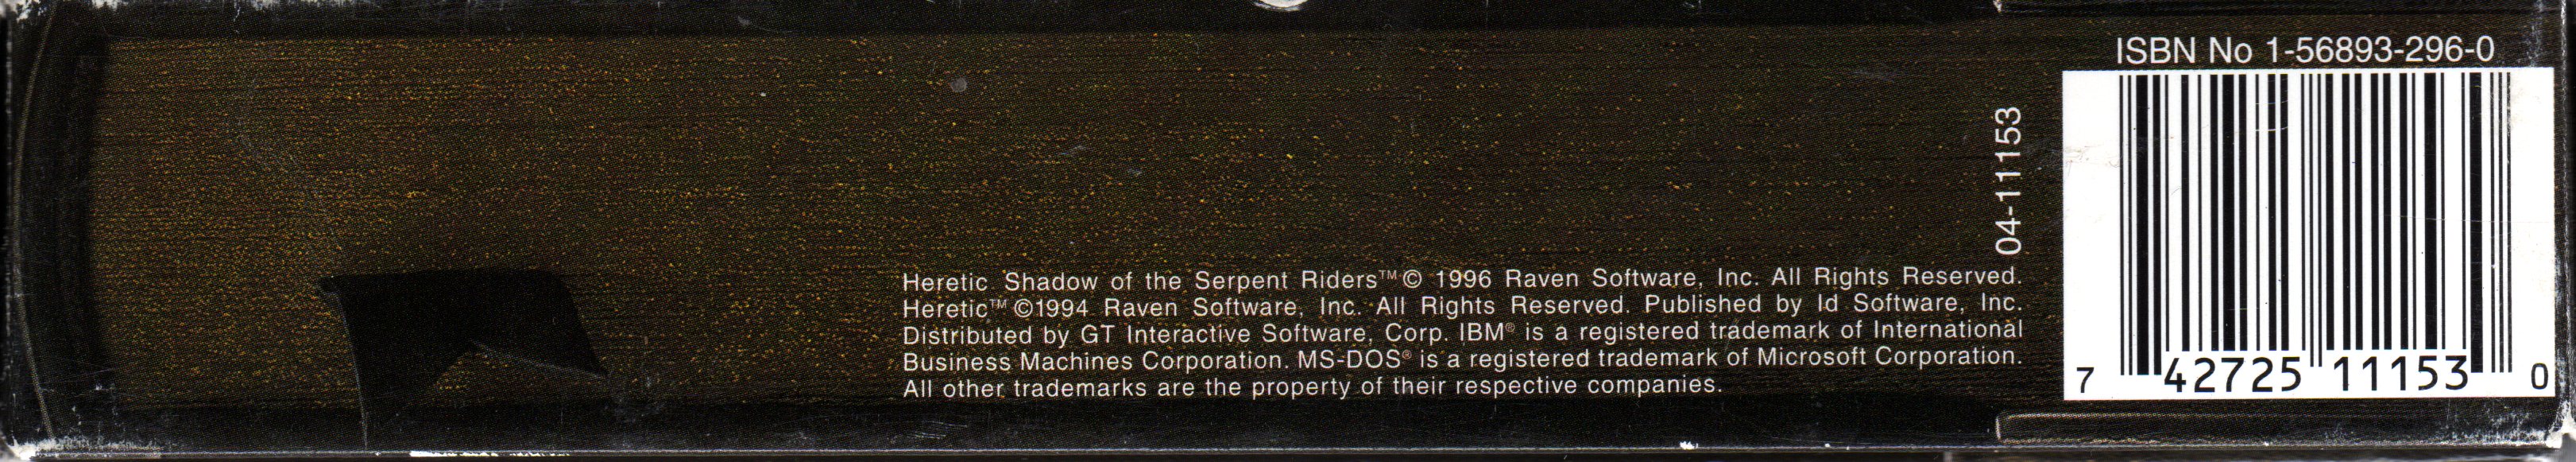 ISBN No 1-56893-296-0
04-11153
Heretic Shadow of the Serpent Riders™© 1996 Raven Software, Inc. All Rights Reserved.
Heretic™ ©1994 Raven Software, Inc. All Rights Reserved. Published by Id Software, Inc.
Distributed by GT Interactive Software, Corp. IBM® is a registered trademark of International
Business Machines Corporation. MS-DOS® is a registered trademark of Microsoft Corporation.
All other trademarks are the property of their respective companies.
7 42725 11153 0